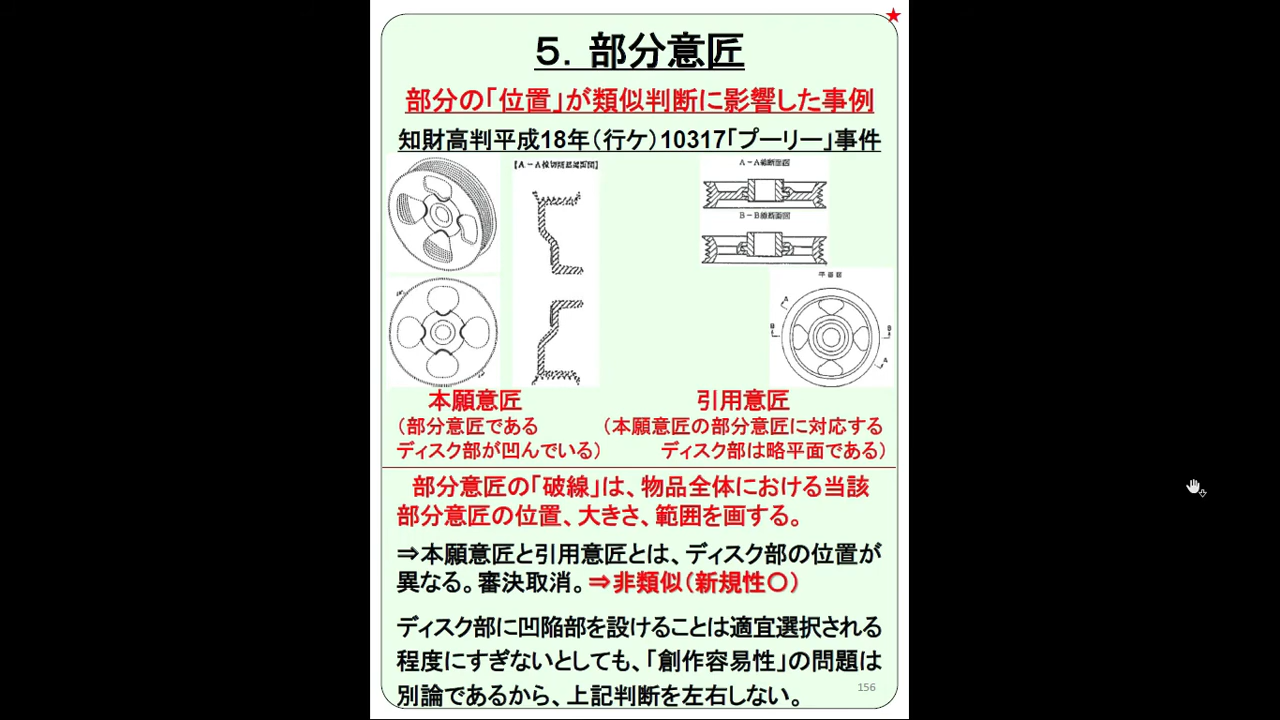 5. 部分意匠
部分の「位置」が類似判断に影響した事例
知財高判平成18年(行ケ)10317「プーリー」事件
【A-A線切断部端面図】
A-A線断面図
B-B線断面図
平面図
A
B
B
A
本願意匠
(部分意匠である
ディスク部が凹んでいる)
引用意匠
(本願意匠の部分意匠に対応する
ディスク部は略平面である)
部分意匠の「破線」は、物品全体における当該
部分意匠の位置、大きさ、範囲を画する。
⇒本願意匠と引用意匠とは、ディスク部の位置が
異なる。審決取消。⇒非類似(新規性〇)
ディスク部に凹陥部を設けることは適宜選択される
程度にすぎないとしても、「創作容易性」の問題は
別論であるから、上記判断を左右しない。
156